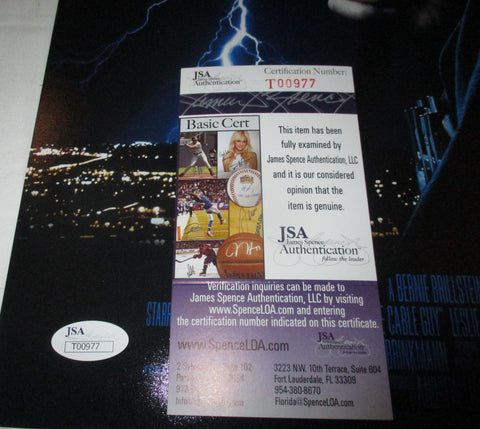 JSA
Authentication
Certification Number:
T00977
Basic Cert
This item has been
fully examined by
James Spence Authentication, LLC
and it is our considered
opinion that the
item is genuine.
JSA
James Spence
Authentication
follow the leader
Verification inquiries can be made to
James Spence Authentication, LLC by visiting
www.SpenceLOA.com and entering
the certification number indicated on this certificate.
www.SpenceLOA.com
JSA
Authentication
3223 N.W. 10th Terrace, Suite 604
Fort Lauderdale, FL 33309
954-380-8670
Florida@SpenceLOA.com
JSA
T00977
STARR
A BERNIE BRILLSTEIN
CABLE GUY